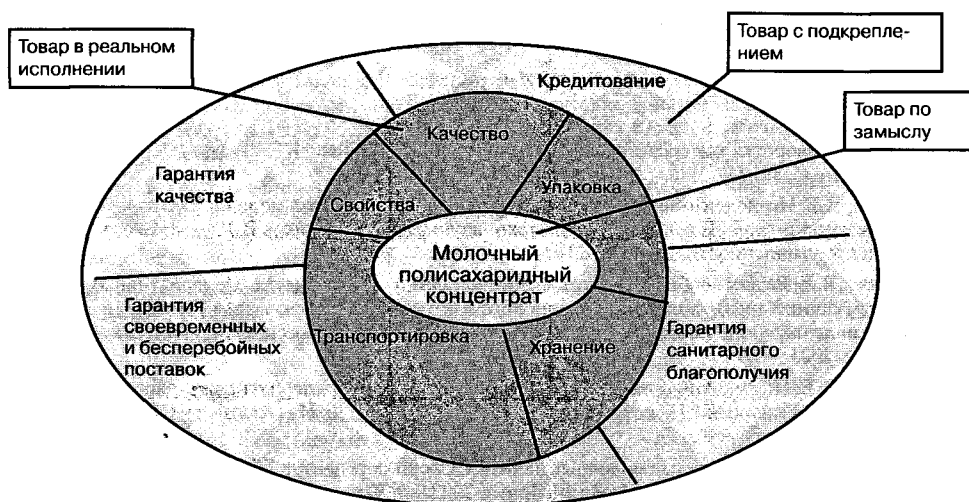 Товар в реальном
исполнении
Товар с подкрепле-
нием
Кредитование
Товар по
замыслу
Качество
Гарантия
качества
Свойства
Упаковка
Молочный
полисахаридный
концентрат
Гарантия
своевременных
и бесперебойных
поставок
Транспортировка
Хранение
Гарантия
санитарного
благополучия